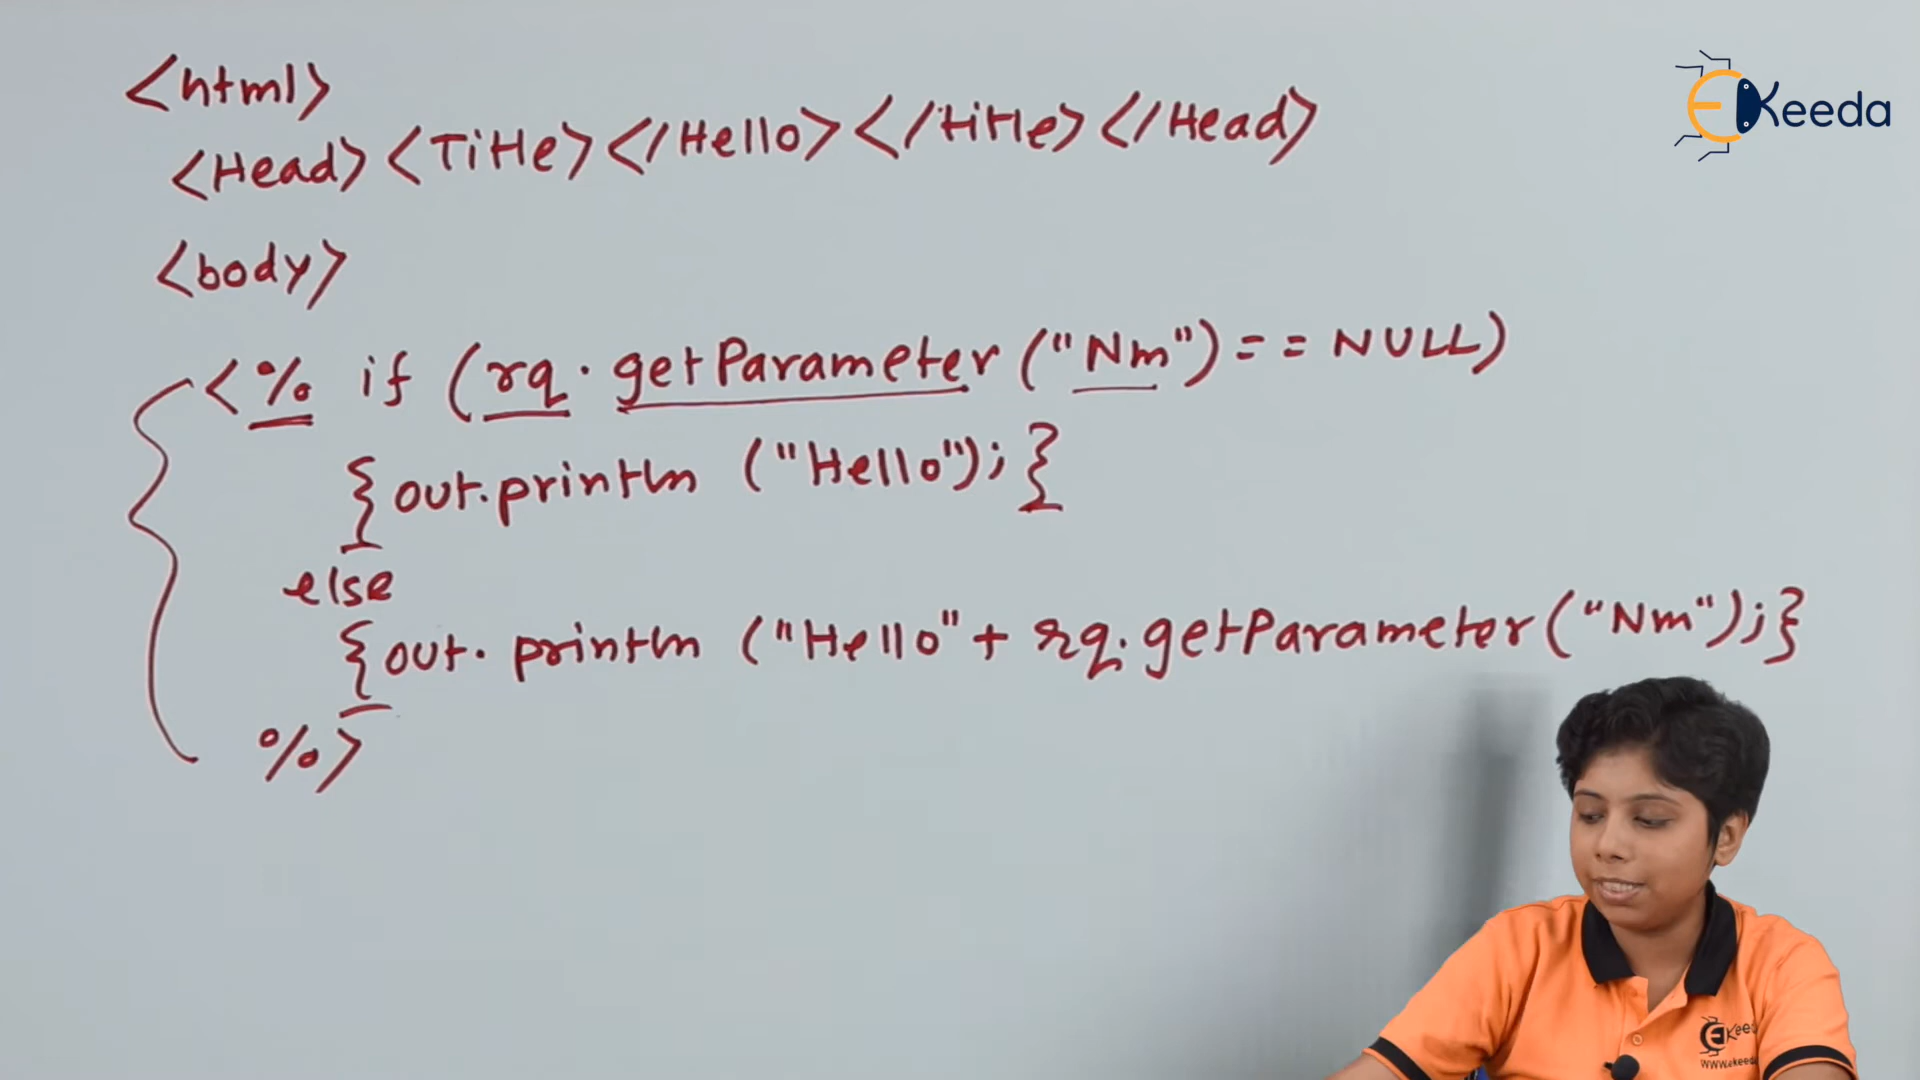 <html>
<Head><Title></Hello></title></Head>
<body>
<% if (rq.getParameter("Nm")==NULL)
{out.println ("Hello");}
else
{out.println ("Hello"+rq.getParameter("Nm");}
%>
EKeeda